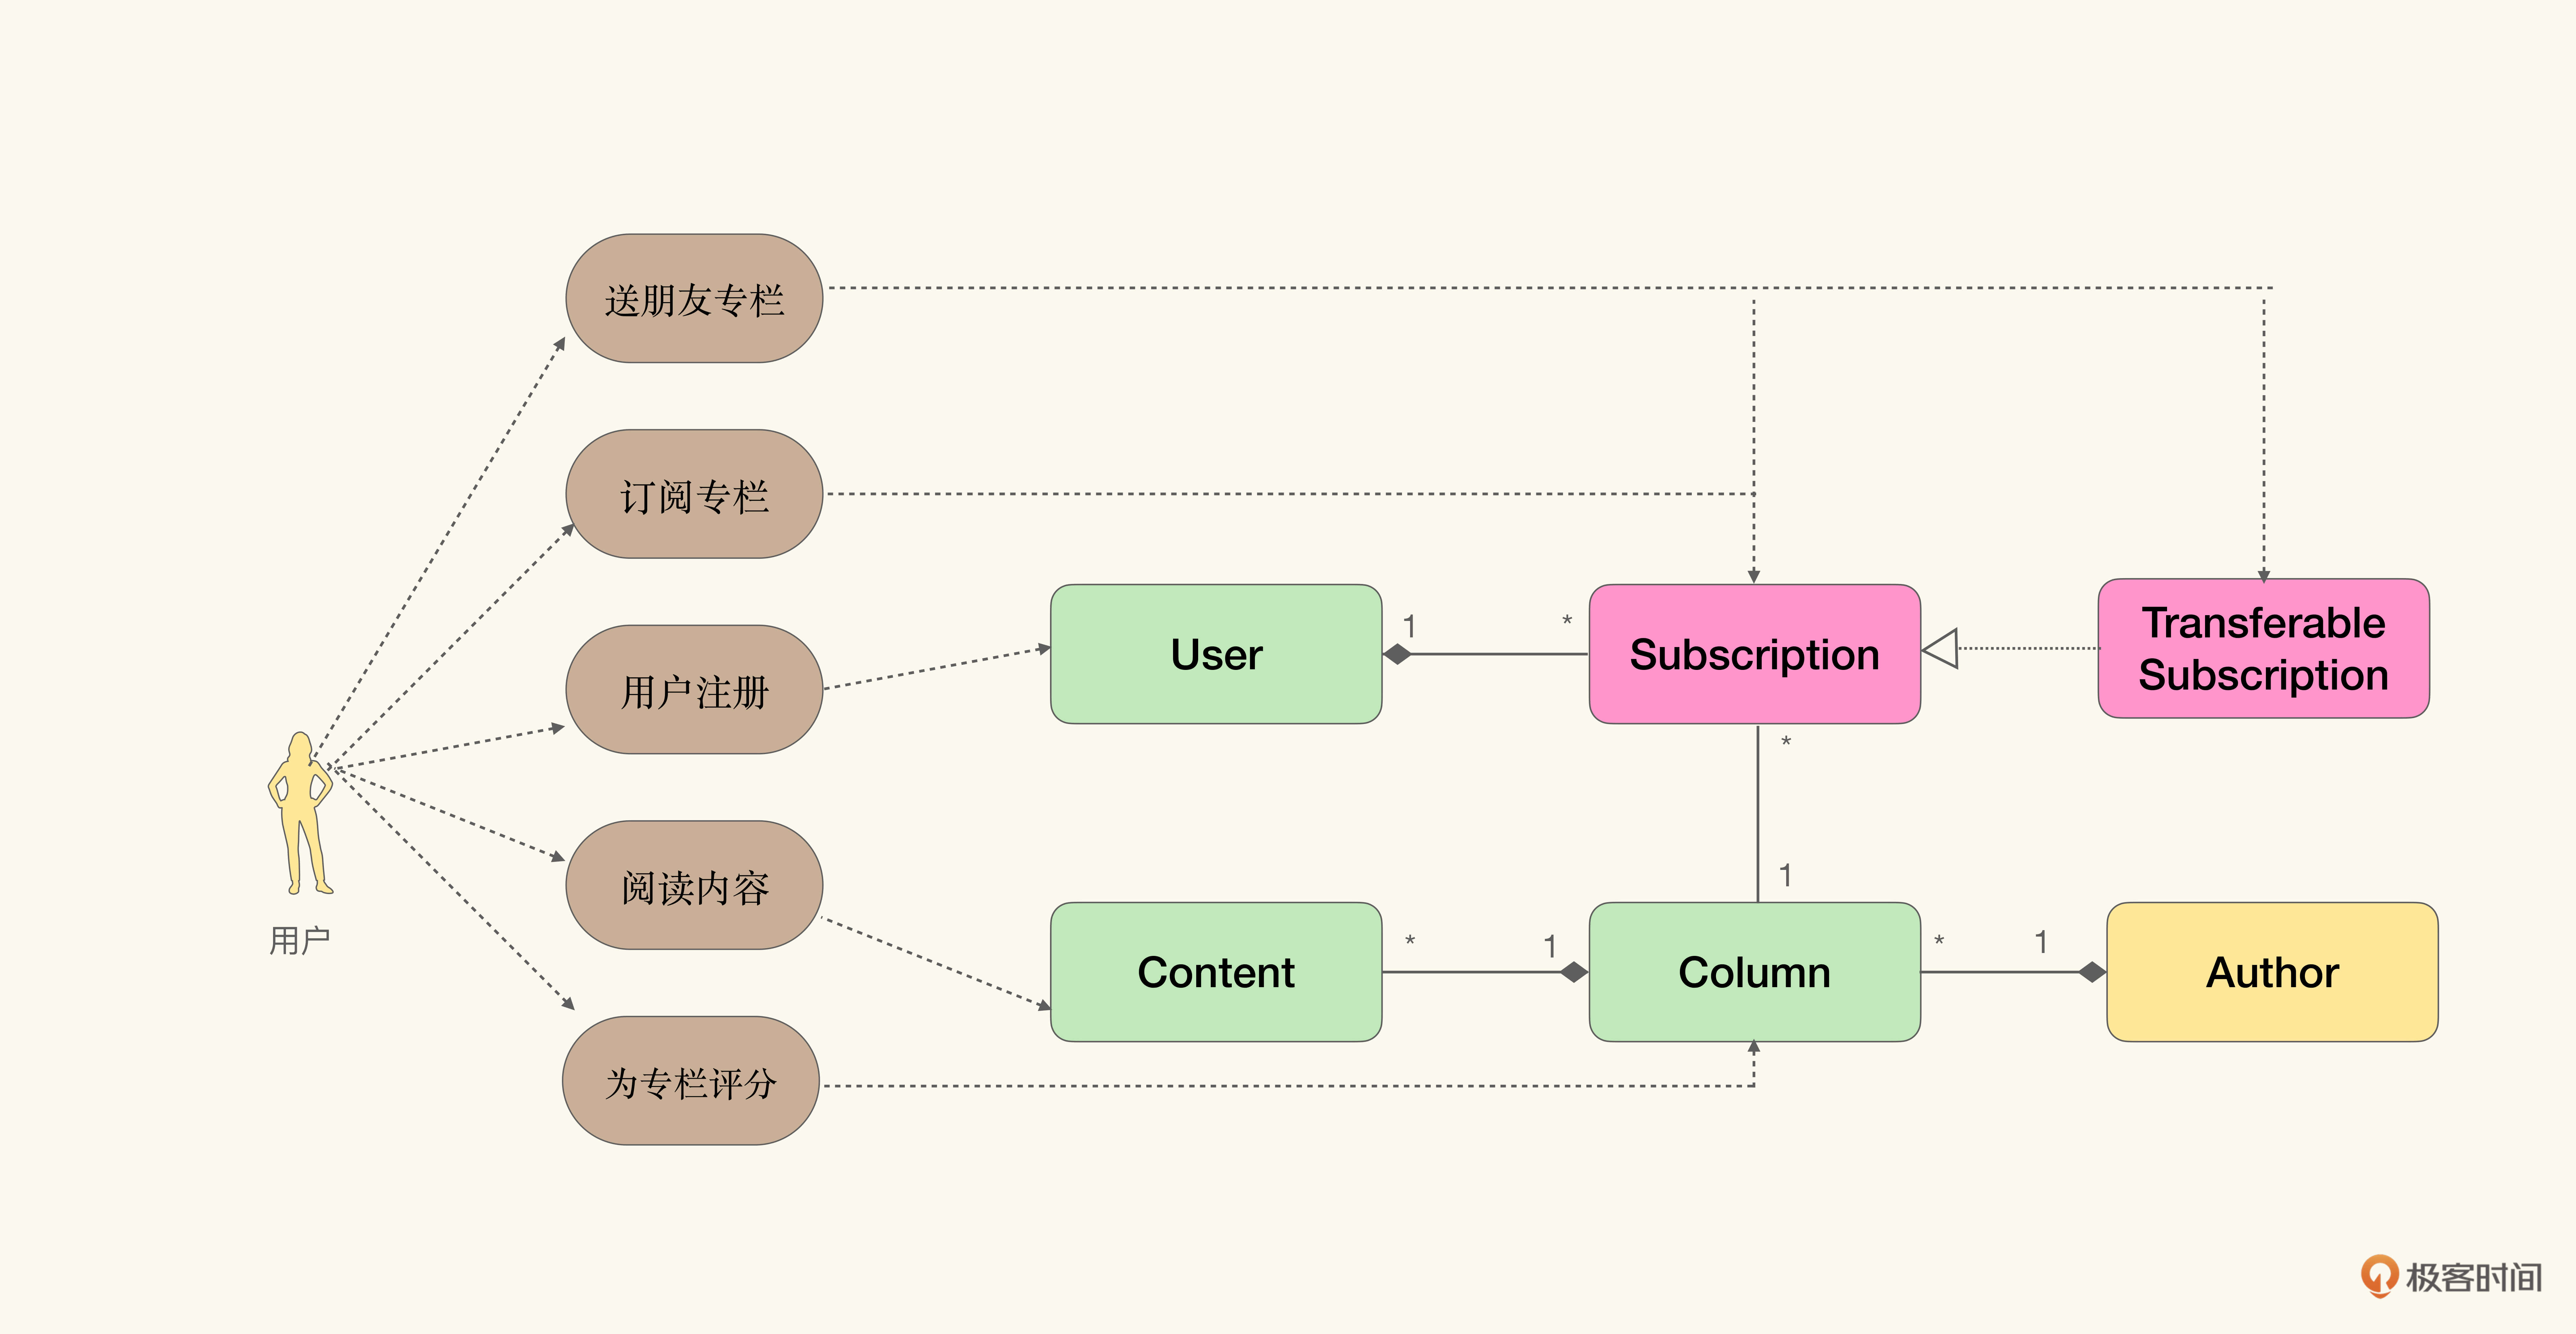 送朋友专栏
订阅专栏
用户注册
阅读内容
为专栏评分
用户
User
1
*
Subscription
Transferable
Subscription
*
1
Content
*
1
Column
*
1
Author
极客时间